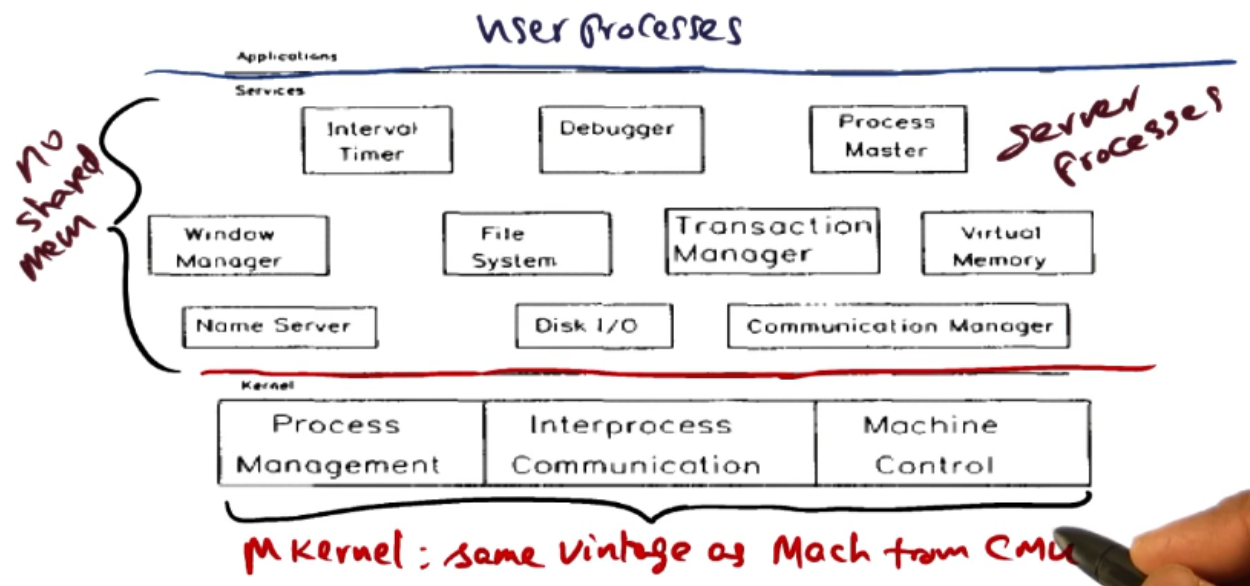 user processes
Applications
Services
Interval
Timer
Debugger
Process
Master
server
processes
no
shared
mem
Window
Manager
File
System
Transaction
Manager
Virtual
Memory
Name Server
Disk I/O
Communication Manager
Kernel
Process
Management
Interprocess
Communication
Machine
Control
μ Kernel : same vintage as Mach from CMU